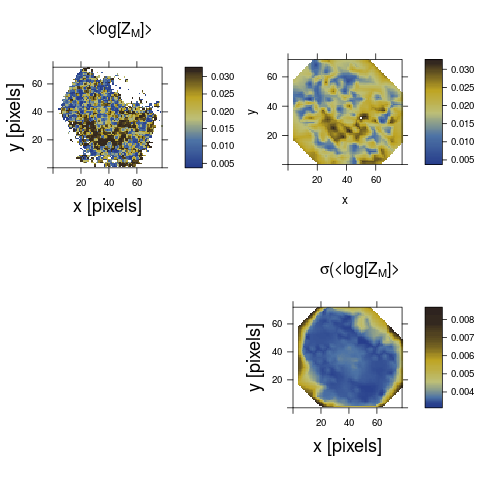 <log[Z_M]>
60
40
20
y [pixels]
20 40 60
x [pixels]
0.030
0.025
0.020
0.015
0.010
0.005
60
40
20
y
20 40 60
x
0.030
0.025
0.020
0.015
0.010
0.005
σ(<log[Z_M]>
60
40
20
y [pixels]
20 40 60
x [pixels]
0.008
0.007
0.006
0.005
0.004